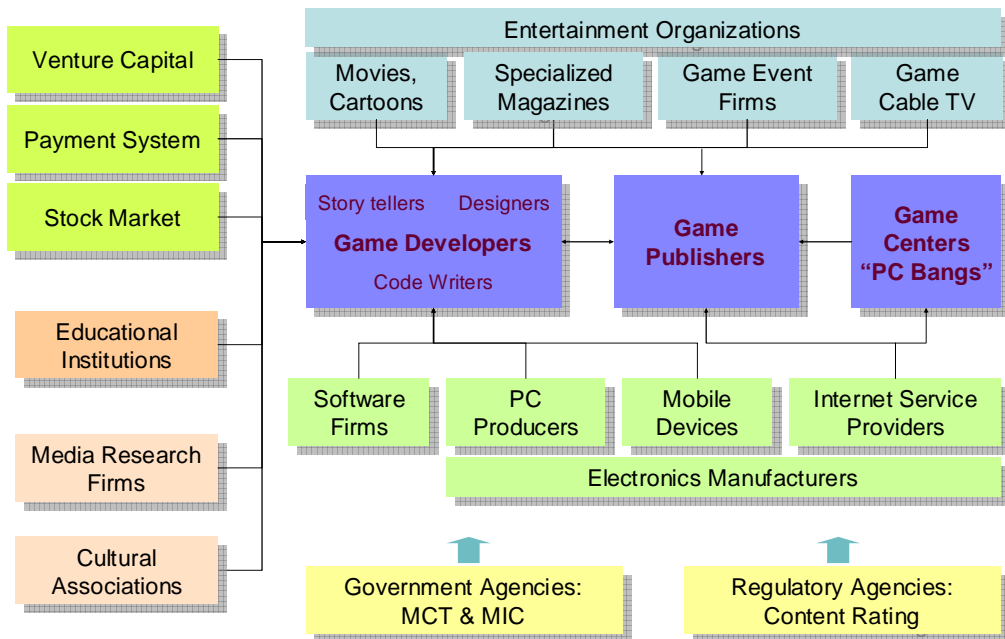 Entertainment Organizations
Venture Capital
Movies,
Cartoons
Specialized
Magazines
Game Event
Firms
Game
Cable TV
Payment System
Stock Market
Story tellers
Designers
Game Developers
Code Writers
Game
Publishers
Game
Centers
“PC Bangs”
Educational
Institutions
Software
Firms
PC
Producers
Mobile
Devices
Internet Service
Providers
Media Research
Firms
Electronics Manufacturers
Cultural
Associations
Government Agencies:
MCT & MIC
Regulatory Agencies:
Content Rating